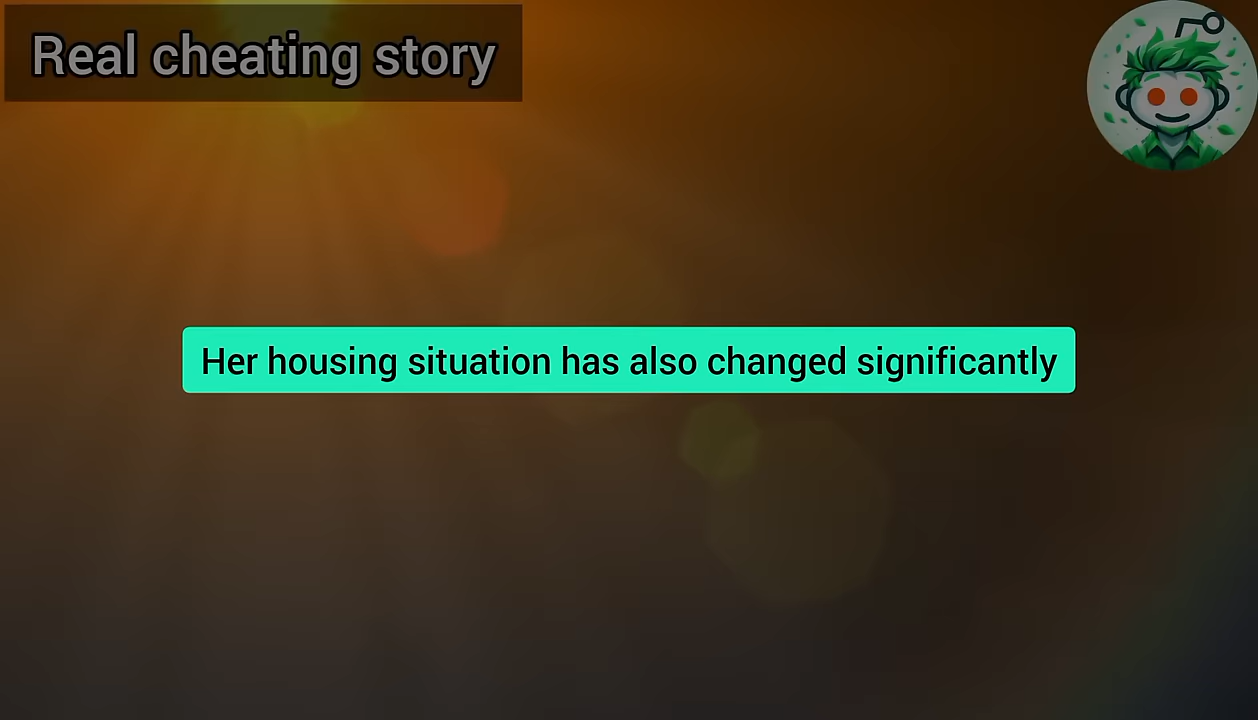 Real cheating story
Her housing situation has also changed significantly